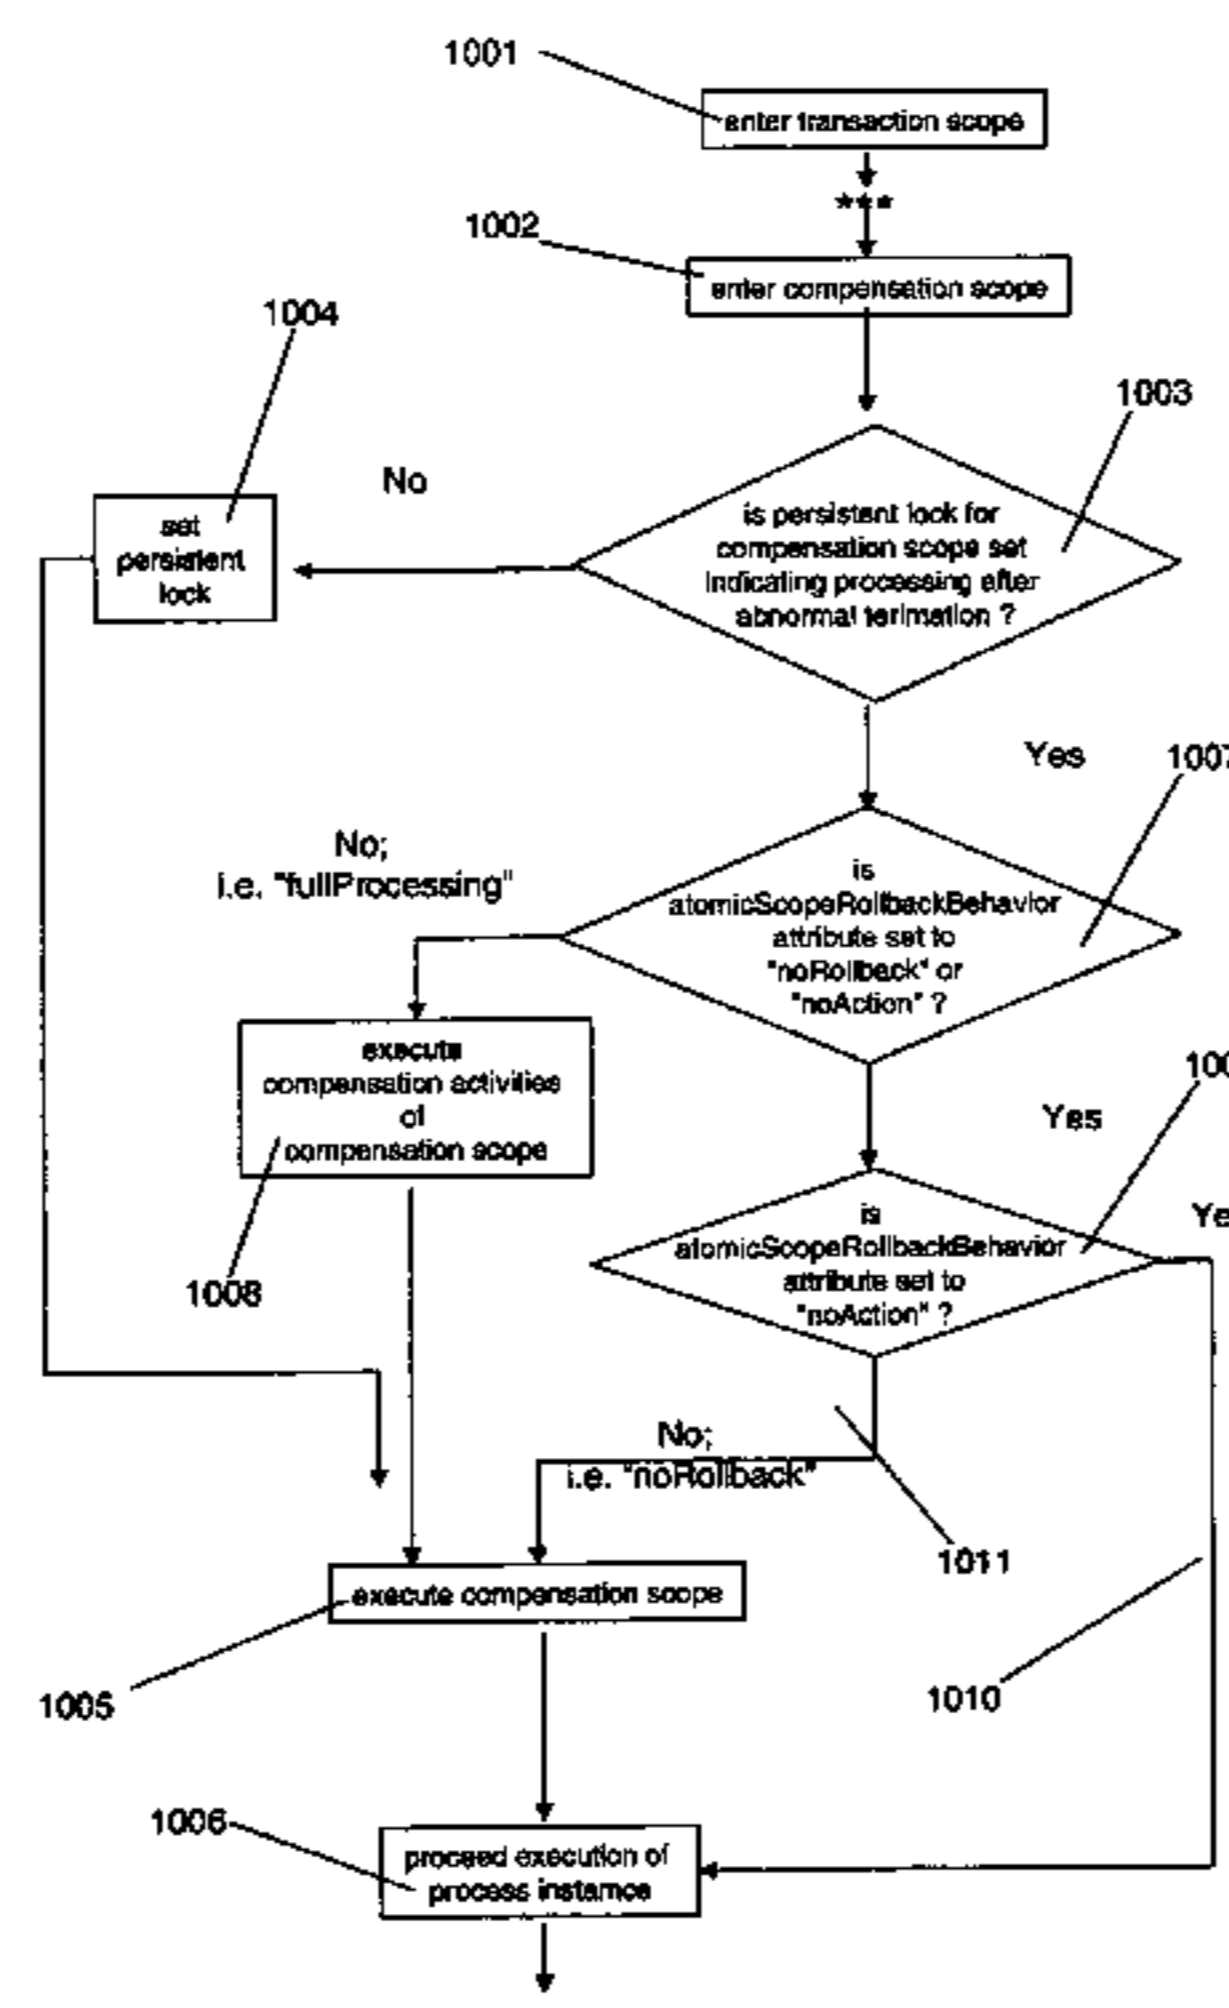 1001
enter transaction scope
***
1002
enter compensation scope
1004
1003
No
set
persistent
lock
is persistent lock for
compensation scope set
indicating processing after
abnormal terimation ?
Yes
1007
No;
i.e. "fullProcessing"
is
atomicScopeRollbackBehavior
attribute set to
"noRollback" or
"noAction" ?
execute
compensation activities
of
compensation scope
Yes
is
atomicScopeRollbackBehavior
attribute set to
"noAction" ?
1008
No;
i.e. "noRollback"
1011
execute compensation scope
1005
1010
1006
proceed execution of
process instance